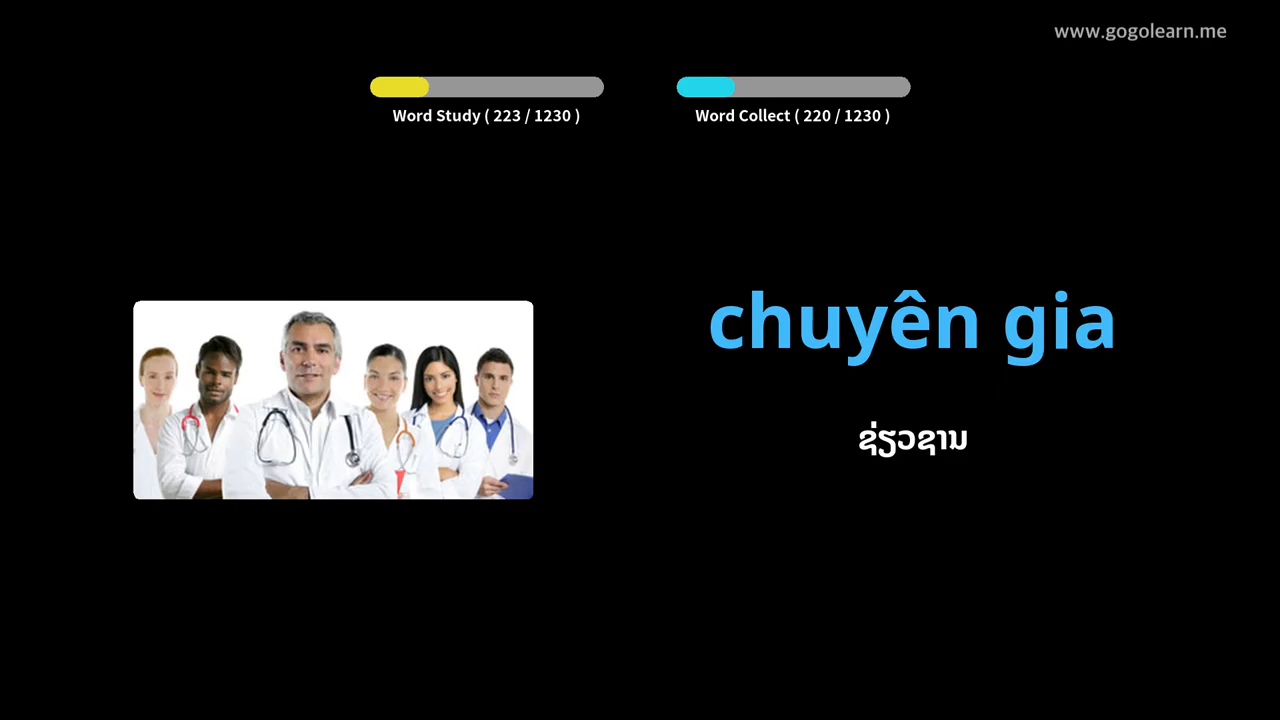 www.gogolearn.me
Word Study ( 223 / 1230 )
Word Collect ( 220 / 1230 )
chuyên gia
ຊ່ຽວຊານ